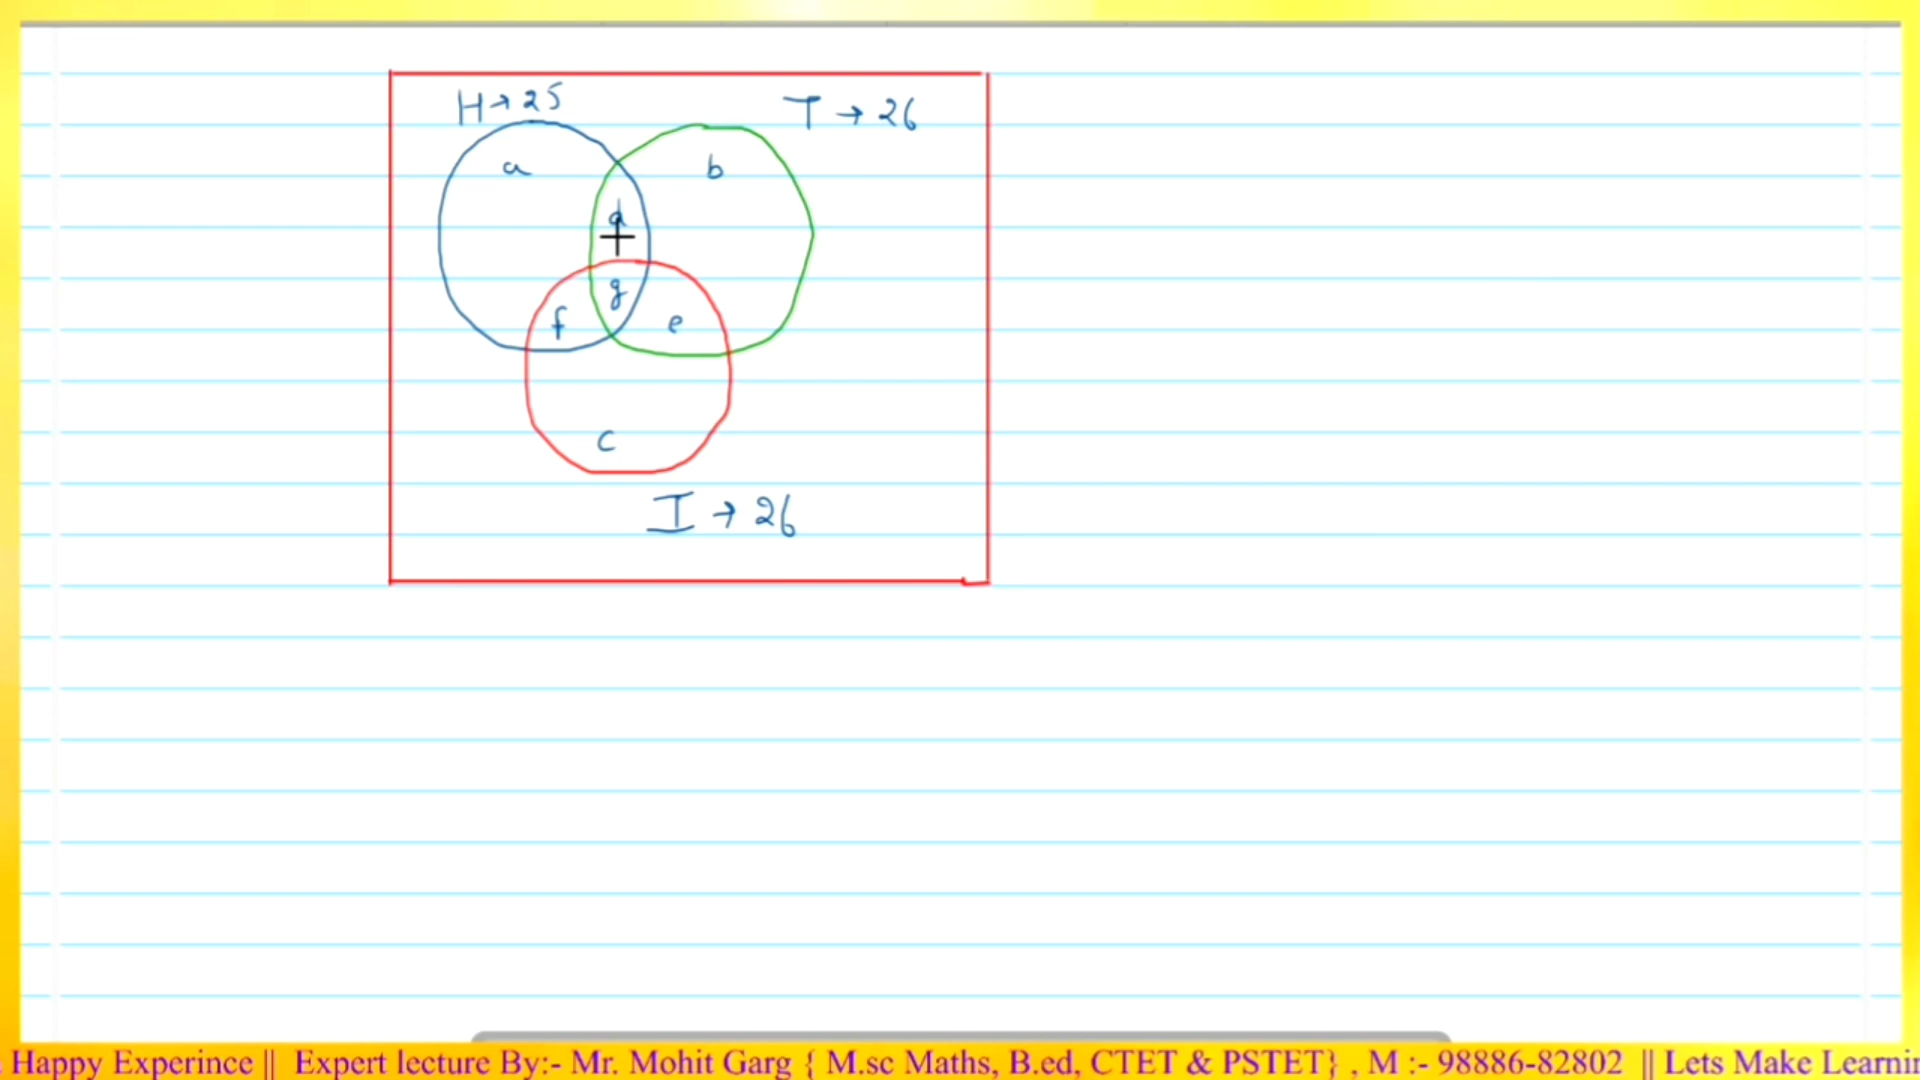 H → 25
T → 26
a
b
d
g
f
e
c
I → 26
Happy Experince || Expert lecture By:- Mr. Mohit Garg { M.sc Maths, B.ed, CTET & PSTET} , M :- 98886-82802 || Lets Make Learnin